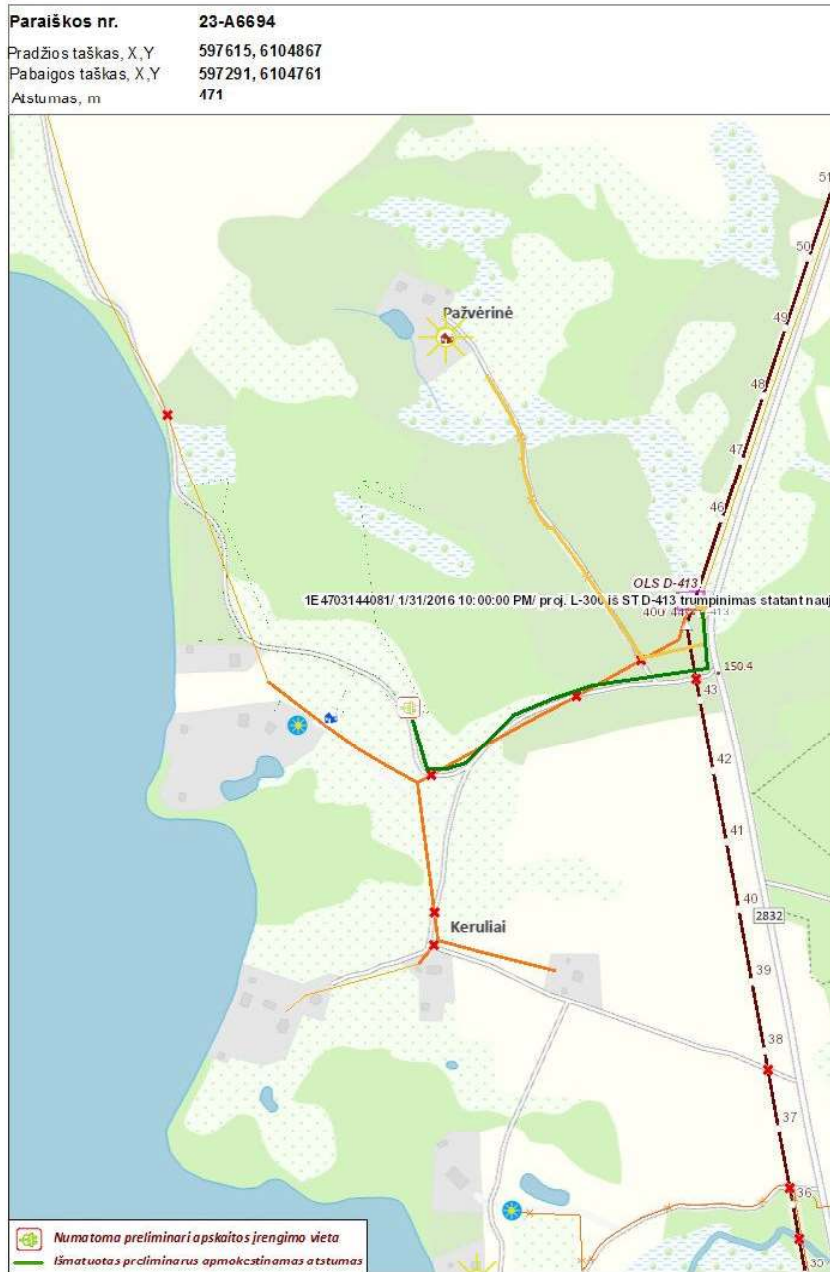 Paraiškos nr. 23-A6694
Pradžios taškas, X,Y 597615, 6104867
Pabaigos taškas, X,Y 597291, 6104761
Atstumas, m 471
51
50
Pažvėrinė
49
48
47
46
OLS D-413
1E4703144081/ 1/31/2016 10:00:00 PM/ proj. L-300 iš ST D-413 trumpinimas statant nauj
150.4
43
42
41
40
2832
Keruliai
39
38
37
36
30
Numatoma preliminari apskaitos įrengimo vieta
Išmatuotas preliminarus apmokestinamas atstumas